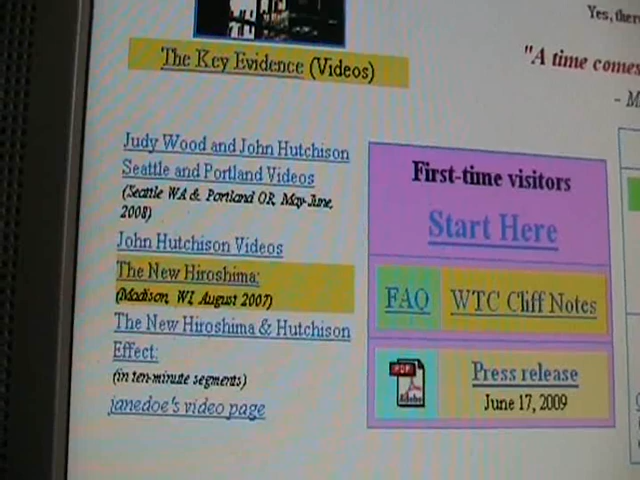 The Key Evidence (Videos)
Yes,
"A time comes
Judy Wood and John Hutchison
Seattle and Portland Videos
(Seattle WA & Portland OR, May-June,
2008)
John Hutchison Videos
The New Hiroshima:
(Madison, WI, August 2007)
The New Hiroshima & Hutchison
Effect:
(in ten-minute segments)
janedoe's video page
First-time visitors
Start Here
FAQ
WTC Cliff Notes
PDF
Adobe
Press release
June 17, 2009